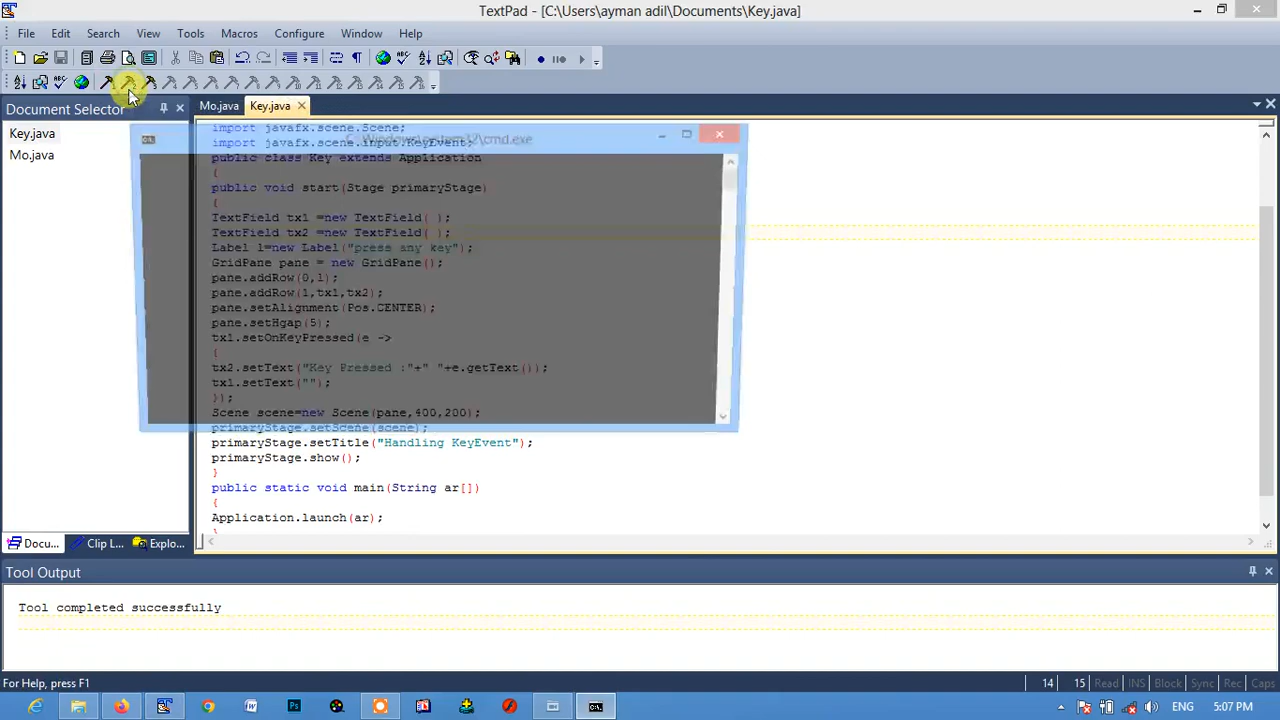 TextPad - [C:\Users\ayman adil\Documents\Key.java]
File Edit Search View Tools Macros Configure Window Help
Document Selector
Mo.java Key.java
Key.java
Mo.java
C:\Windows\system32\cmd.exe
import javafx.scene.Scene;
import javafx.scene.input.KeyEvent;
public class Key extends Application
{
public void start(Stage primaryStage)
{
TextField tx1 =new TextField( );
TextField tx2 =new TextField( );
Label l=new Label("press any key");
GridPane pane = new GridPane();
pane.addRow(0,l);
pane.addRow(1,tx1,tx2);
pane.setAlignment(Pos.CENTER);
pane.setHgap(5);
tx1.setOnKeyPressed(e ->
{
tx2.setText("Key Pressed :"+" "+e.getText());
tx1.setText("");
});
Scene scene=new Scene(pane,400,200);
primaryStage.setScene(scene);
primaryStage.setTitle("Handling KeyEvent");
primaryStage.show();
}
public static void main(String ar[])
{
Application.launch(ar);
}
Docu... Clip L... Explo...
Tool Output
Tool completed successfully
For Help, press F1
14 15 Read INS Block Sync Rec Caps
ENG 5:07 PM